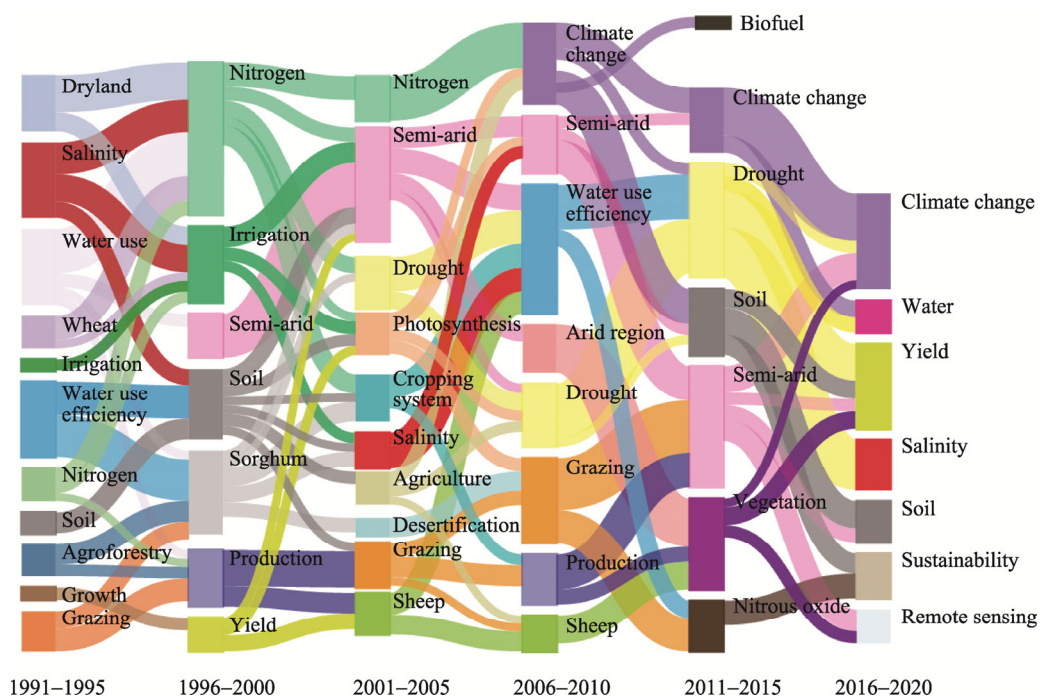 Dryland
Salinity
Water use
Wheat
Irrigation
Water use
efficiency
Nitrogen
Soil
Agroforestry
Growth
Grazing
Nitrogen
Irrigation
Semi-arid
Soil
Sorghum
Production
Yield
Nitrogen
Semi-arid
Drought
Photosynthesis
Cropping
system
Salinity
Agriculture
Desertification
Grazing
Sheep
Climate
change
Semi-arid
Water use
efficiency
Arid region
Drought
Grazing
Production
Sheep
Biofuel
Climate change
Drought
Soil
Semi-arid
Vegetation
Nitrous oxide
Climate change
Water
Yield
Salinity
Soil
Sustainability
Remote sensing
1991–1995
1996–2000
2001–2005
2006–2010
2011–2015
2016–2020